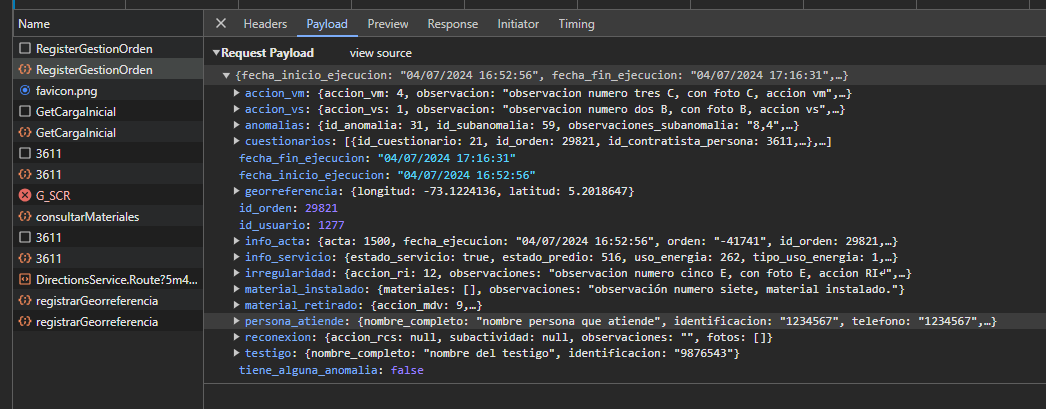 Name
Headers Payload Preview Response Initiator Timing
RegisterGestionOrden
RegisterGestionOrden
favicon.png
GetCargaInicial
GetCargaInicial
3611
3611
G_SCR
consultarMateriales
3611
3611
DirectionsService.Route?5m4...
registrarGeorreferencia
registrarGeorreferencia
Request Payload view source
{fecha_inicio_ejecucion: "04/07/2024 16:52:56", fecha_fin_ejecucion: "04/07/2024 17:16:31",…}
accion_vm: {accion_vm: 4, observacion: "observacion numero tres C, con foto C, accion vm",…}
accion_vs: {accion_vs: 1, observacion: "observacion numero dos B, con foto B, accion vs",…}
anomalias: {id_anomalia: 31, id_subanomalia: 59, observaciones_subanomalia: "8,4",…}
cuestionarios: [{id_cuestionario: 21, id_orden: 29821, id_contratista_persona: 3611,…},…]
fecha_fin_ejecucion: "04/07/2024 17:16:31"
fecha_inicio_ejecucion: "04/07/2024 16:52:56"
georreferencia: {longitud: -73.1224136, latitud: 5.2018647}
id_orden: 29821
id_usuario: 1277
info_acta: {acta: 1500, fecha_ejecucion: "04/07/2024 16:52:56", orden: "-41741", id_orden: 29821,…}
info_servicio: {estado_servicio: true, estado_predio: 516, uso_energia: 262, tipo_uso_energia: 1,…}
irregularidad: {accion_ri: 12, observaciones: "observacion numero cinco E, con foto E, accion RI↵",…}
material_instalado: {materiales: [], observaciones: "observación numero siete, material instalado."}
material_retirado: {accion_mdv: 9,…}
persona_atiende: {nombre_completo: "nombre persona que atiende", identificacion: "1234567", telefono: "1234567",…}
reconexion: {accion_rcs: null, subactividad: null, observaciones: "", fotos: []}
testigo: {nombre_completo: "nombre del testigo", identificacion: "9876543"}
tiene_alguna_anomalia: false